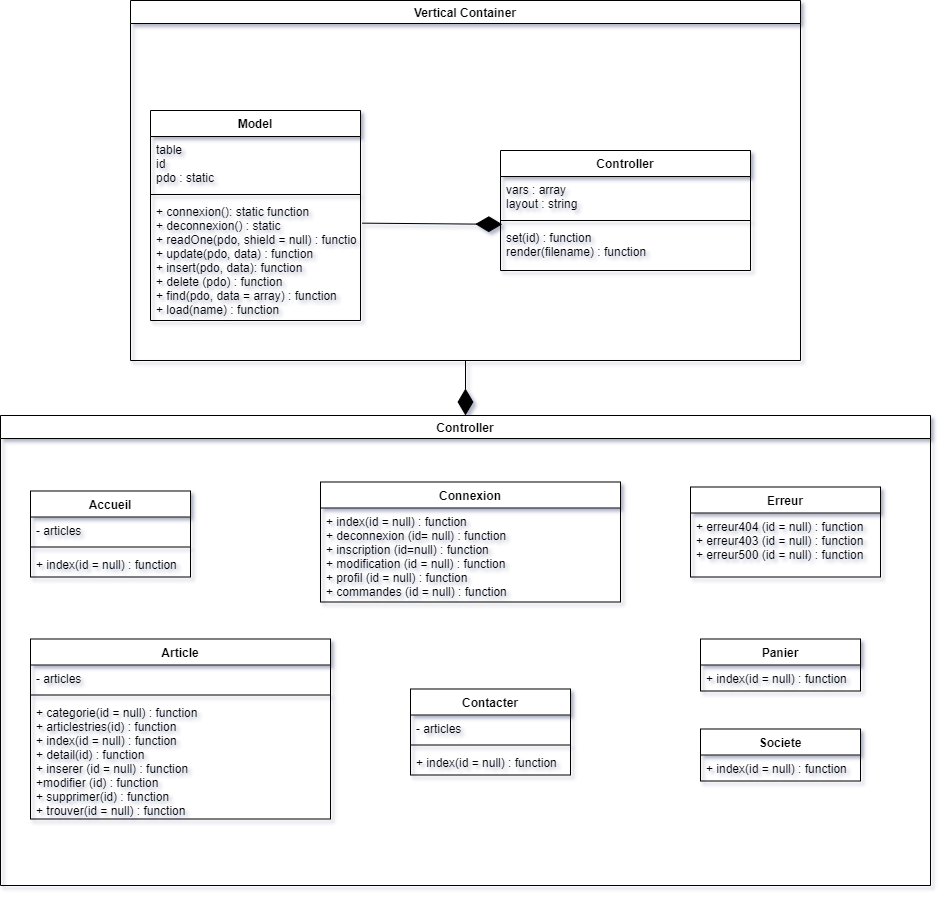 Vertical Container
Model
table
id
pdo : static
+ connexion(): static function
+ deconnexion() : static
+ readOne(pdo, shield = null) : functio
+ update(pdo, data) : function
+ insert(pdo, data): function
+ delete (pdo) : function
+ find(pdo, data = array) : function
+ load(name) : function
Controller
vars : array
layout : string
set(id) : function
render(filename) : function
Controller
Accueil
- articles
+ index(id = null) : function
Connexion
+ index(id = null) : function
+ deconnexion (id= null) : function
+ inscription (id=null) : function
+ modification (id = null) : function
+ profil (id = null) : function
+ commandes (id = null) : function
Erreur
+ erreur404 (id = null) : function
+ erreur403 (id = null) : function
+ erreur500 (id = null) : function
Article
- articles
+ categorie(id = null) : function
+ articlestries(id) : function
+ index(id = null) : function
+ detail(id) : function
+ inserer (id = null) : function
+modifier (id) : function
+ supprimer(id) : function
+ trouver(id = null) : function
Contacter
- articles
+ index(id = null) : function
Panier
+ index(id = null) : function
Societe
+ index(id = null) : function